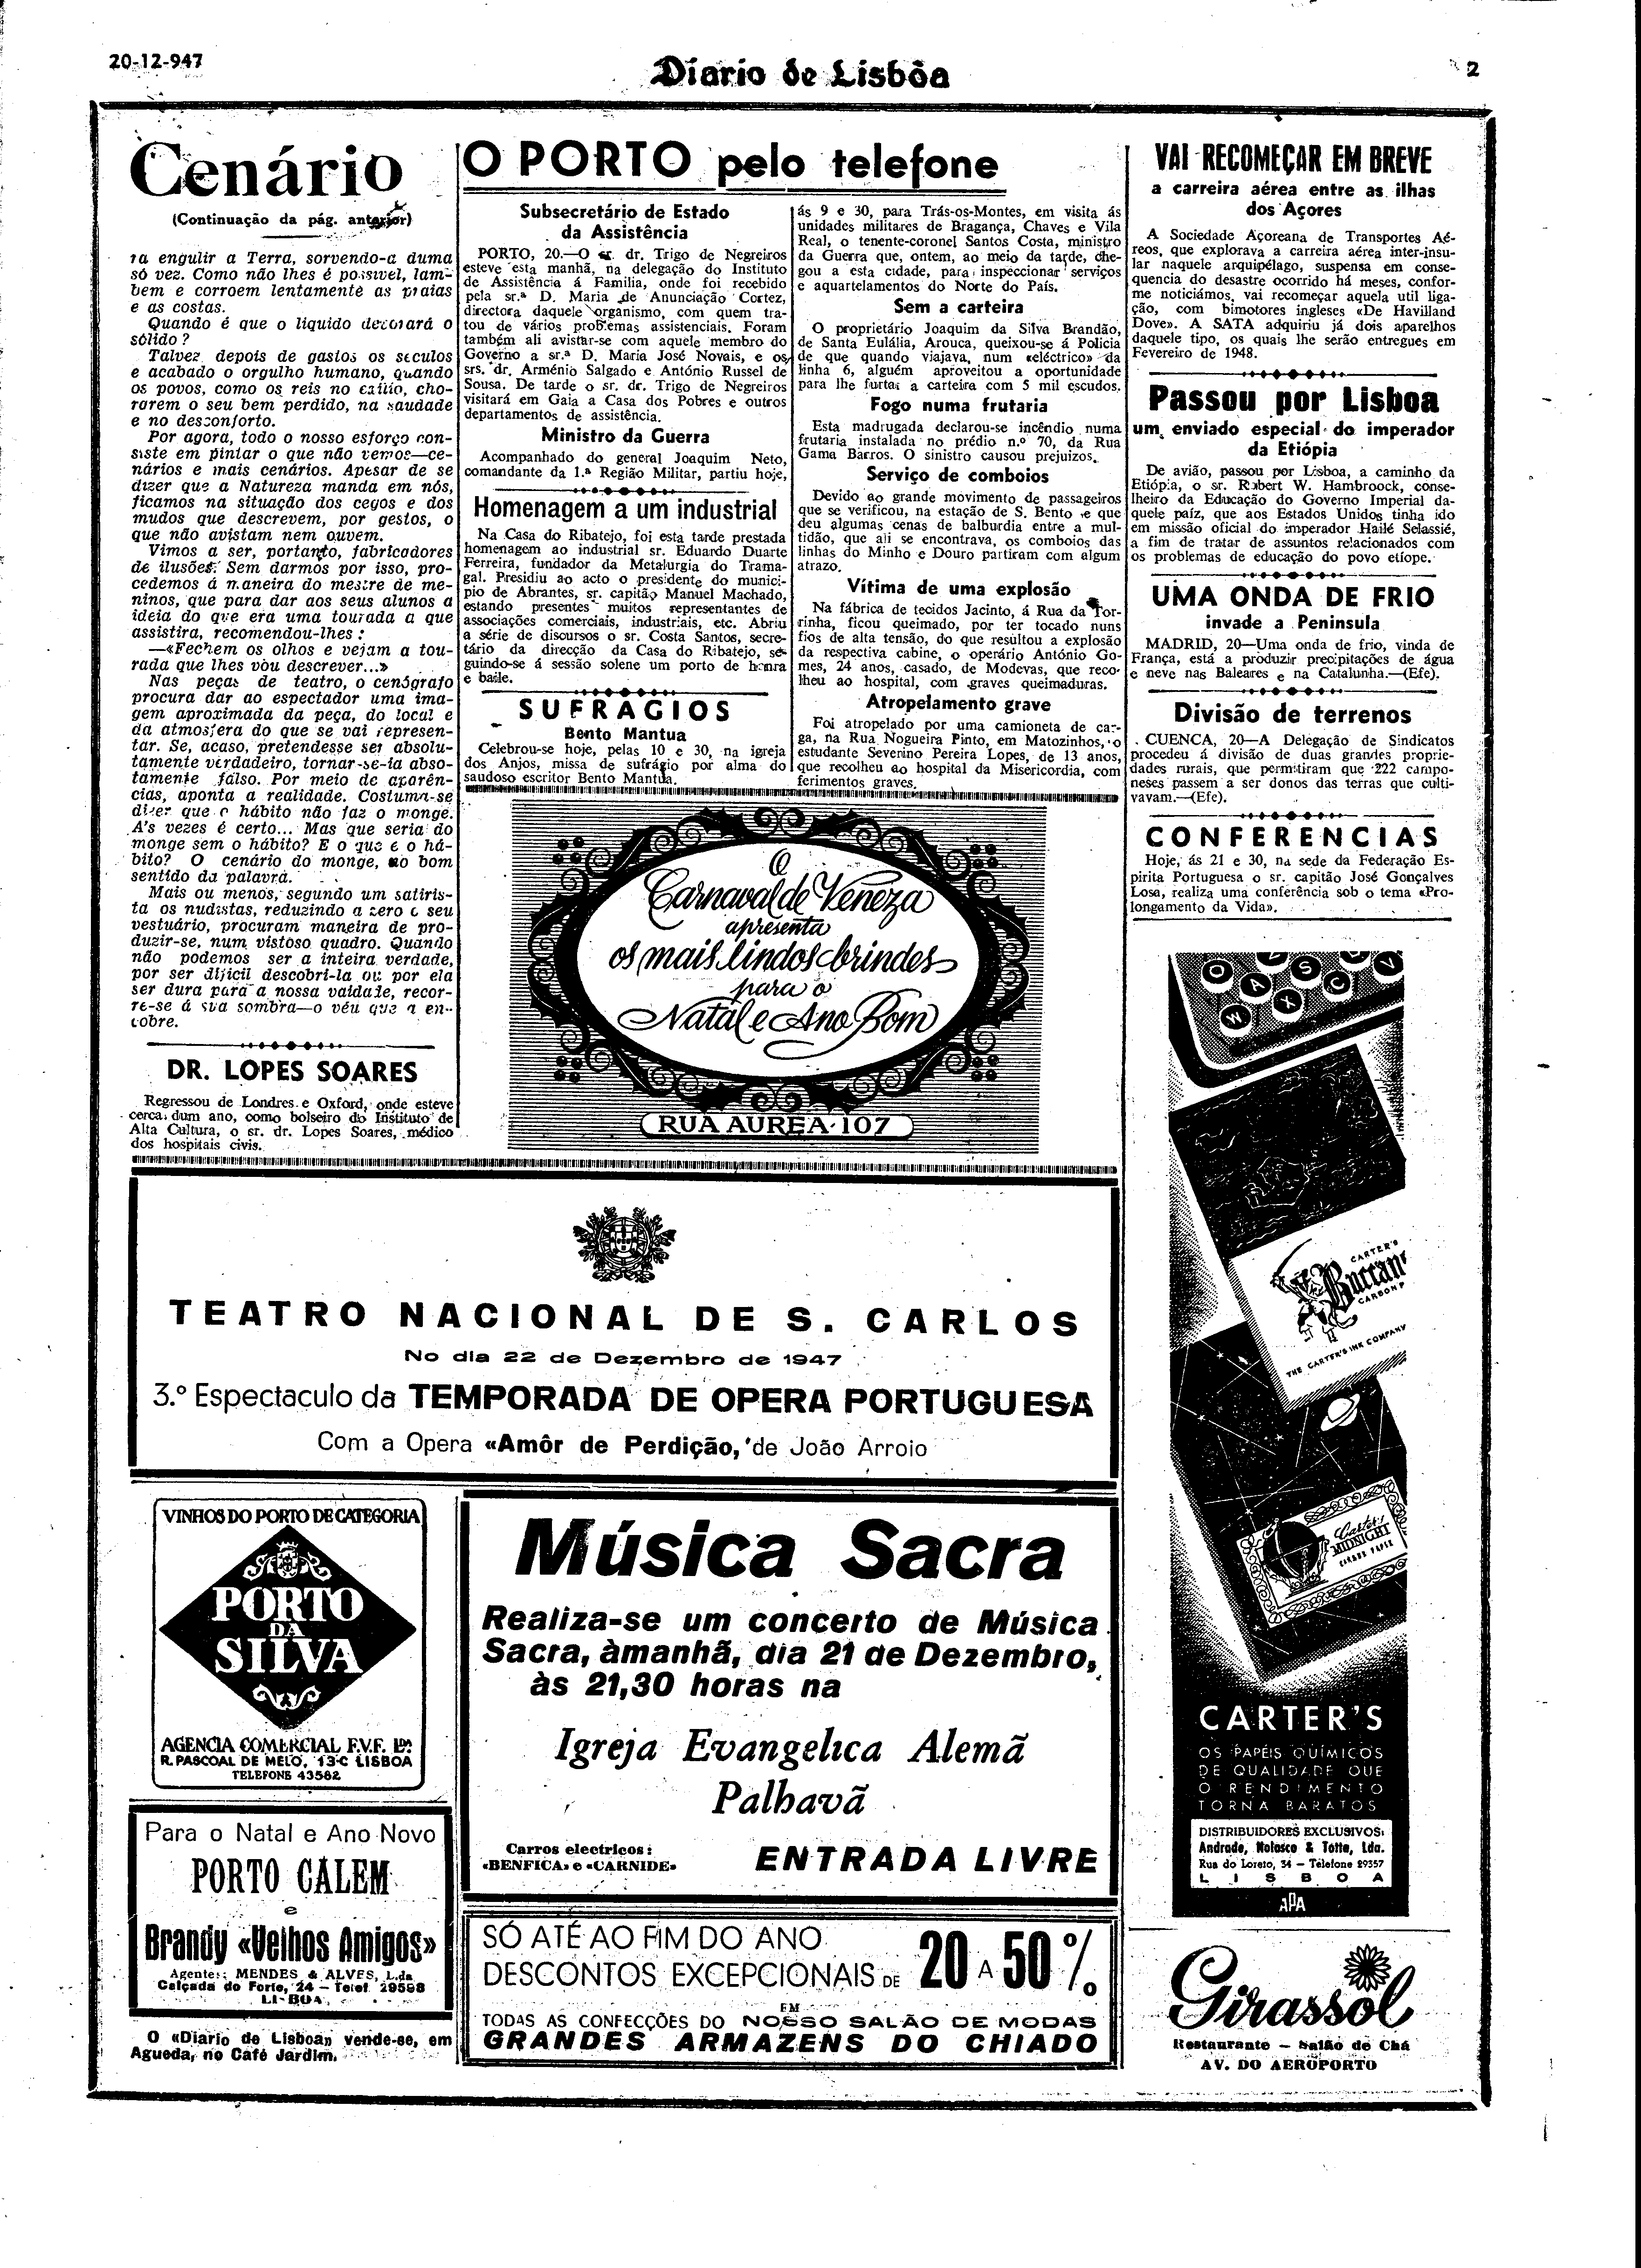 20-12-947
Diario de Lisbôa
2
Cenário
(Continuação da pág. anterior)
ra engulir a Terra, sorvendo-a duma
só vez. Como não lhes é possivel, lam-
bem e corroem lentamente as praias
e as costas.
Quando é que o liquido devorará o
sólido?
Talvez depois de gastos os séculos
e acabado o orgulho humano, quando
os povos, como os reis no exilio, cho-
rarem o seu bem perdido, na saudade
e no desconforto.
Por agora, todo o nosso esforço con-
siste em pintar o que não vemos—ce-
nários e mais cenários. Apesar de se
dizer que a Natureza manda em nós,
ficamos na situação dos cegos e dos
mudos que descrevem, por gestos, o
que não avistam nem ouvem.
Vimos a ser, portanto, fabricadores
de ilusões. Sem darmos por isso, pro-
cedemos á maneira do mestre de me-
ninos, que para dar aos seus alunos a
ideia do que era uma tourada a que
assistira, recomendou-lhes:
—«Fechem os olhos e vejam a tou-
rada que lhes vou descrever...»
Nas peças de teatro, o cenógrafo
procura dar ao espectador uma ima-
gem aproximada da peça, do local e
da atmosfera do que se vai represen-
tar. Se, acaso, pretendesse ser absolu-
tamente verdadeiro, tornar-se-ia abso-
tamente falso. Por meio de aparên-
cias, aponta a realidade. Costuma-se
dizer que o hábito não faz o monge.
A's vezes é certo... Mas que seria do
monge sem o hábito? E o que é o há-
bito? O cenário do monge, no bom
sentido da palavra.
Mais ou menos, segundo um satiris-
ta os nudistas, reduzindo a zero o seu
vestuário, procuram maneira de pro-
duzir-se, num vistoso quadro. Quando
não podemos ser a inteira verdade,
por ser dificil descobri-la ou por ela
ser dura para a nossa vaidade, recor-
re-se á sua sombra—o véu que a en-
cobre.
DR. LOPES SOARES
Regressou de Londres e Oxford, onde esteve
cerca dum ano, como bolseiro do Instituto de
Alta Cultura, o sr. dr. Lopes Soares, médico
dos hospitais civis.
O PORTO pelo telefone
Subsecretário de Estado
da Assistência
PORTO, 20.—O sr. dr. Trigo de Negreiros
esteve esta manhã, na delegação do Instituto
de Assistência á Familia, onde foi recebido
pela sr.ª D. Maria de Anunciação Cortez,
directora daquele organismo, com quem tra-
tou de vários problemas assistenciais. Foram
também ali avistar-se com aquele membro do
Governo a sr.ª D. Maria José Novais, e os
srs. dr. Arménio Salgado e António Russel de
Sousa. De tarde o sr. dr. Trigo de Negreiros
visitará em Gaia a Casa dos Pobres e outros
departamentos de assistência.
Ministro da Guerra
Acompanhado do general Joaquim Neto,
comandante da 1.ª Região Militar, partiu hoje,
ás 9 e 30, para Trás-os-Montes, em visita ás
unidades militares de Bragança, Chaves e Vila
Real, o tenente-coronel Santos Costa, ministro
da Guerra que, ontem, ao meio da tarde, che-
gou a esta cidade, para inspeccionar serviços
e aquartelamentos do Norte do País.
Sem a carteira
O proprietário Joaquim da Silva Brandão,
de Santa Eulália, Arouca, queixou-se á Policia
de que quando viajava, num «eléctrico» da
linha 6, alguém aproveitou a oportunidade
para lhe furtar a carteira com 5 mil escudos.
Fogo numa frutaria
Esta madrugada declarou-se incêndio numa
frutaria instalada no prédio n.º 70, da Rua
Gama Barros. O sinistro causou prejuizos.
Serviço de comboios
Devido ao grande movimento de passageiros
que se verificou, na estação de S. Bento e que
deu algumas cenas de balburdia entre a mul-
tidão, que ali se encontrava, os comboios das
linhas do Minho e Douro partiram com algum
atrazo.
Vítima de uma explosão
Na fábrica de tecidos Jacinto, á Rua da Tor-
rinha, ficou queimado, por ter tocado nuns
fios de alta tensão, do que resultou a explosão
da respectiva cabine, o operário António Go-
mes, 24 anos, casado, de Modevas, que reco-
lheu ao hospital, com graves queimaduras.
Atropelamento grave
Foi atropelado por uma camioneta de car-
ga, na Rua Nogueira Pinto, em Matozinhos, o
estudante Severino Pereira Lopes, de 13 anos,
que recolheu ao hospital da Misericordia, com
ferimentos graves.
Homenagem a um industrial
Na Casa do Ribatejo, foi esta tarde prestada
homenagem ao industrial sr. Eduardo Duarte
Ferreira, fundador da Metalurgia do Trama-
gal. Presidiu ao acto o presidente do munici-
pio de Abrantes, sr. capitão Manuel Machado,
estando presentes muitos representantes de
associações comerciais, industriais, etc. Abriu
a série de discursos o sr. Costa Santos, secre-
tário da direcção da Casa do Ribatejo, se-
guindo-se á sessão solene um porto de honra
e baile.
SUFRAGIOS
Bento Mantua
Celebrou-se hoje, pelas 10 e 30, na igreja
dos Anjos, missa de sufrágio por alma do
saudoso escritor Bento Mantua.
VAI RECOMEÇAR EM BREVE
a carreira aérea entre as ilhas
dos Açores
A Sociedade Açoreana de Transportes Aé-
reos, que explorava a carreira aérea inter-insu-
lar naquele arquipélago, suspensa em conse-
quencia do desastre ocorrido há meses, confor-
me noticiámos, vai recomeçar aquela util liga-
ção, com bimotores ingleses «De Havilland
Dove». A SATA adquiriu já dois aparelhos
daquele tipo, os quais lhe serão entregues em
Fevereiro de 1948.
Passou por Lisboa
um enviado especial do imperador
da Etiópia
De avião, passou por Lisboa, a caminho da
Etiópia, o sr. Robert W. Hambroock, conse-
lheiro da Educação do Governo Imperial da-
quele paíz, que aos Estados Unidos tinha ido
em missão oficial do imperador Hailé Selassié,
a fim de tratar de assuntos relacionados com
os problemas de educação do povo etíope.
UMA ONDA DE FRIO
invade a Peninsula
MADRID, 20—Uma onda de frio, vinda de
França, está a produzir precipitações de água
e neve nas Baleares e na Catalunha.—(Efe).
Divisão de terrenos
CUENCA, 20—A Delegação de Sindicatos
procedeu á divisão de duas grandes proprie-
dades rurais, que permitiram que 222 campo-
neses passem a ser donos das terras que culti-
vavam.—(Efe).
CONFERENCIAS
Hoje, ás 21 e 30, na sede da Federação Es-
pirita Portuguesa o sr. capitão José Gonçalves
Losa, realiza uma conferência sob o tema «Pro-
longamento da Vida».
O
Carnaval de Veneza
apresenta
os mais lindos brindes
para o
Natal e Ano Bom
RUA AUREA·107
TEATRO NACIONAL DE S. CARLOS
No dia 22 de Dezembro de 1947
3.º Espectaculo da TEMPORADA DE OPERA PORTUGUESA
Com a Opera «Amôr de Perdição, de João Arroio
VINHOS DO PORTO DE CATEGORIA
PORTO
DA
SILVA
AGENCIA COMERCIAL F.V.F. Lda
R. PASCOAL DE MELO, 13-C LISBOA
TELEFONE 43582
Para o Natal e Ano Novo
PORTO CÁLEM
e
Brandy «Velhos Amigos»
Agentes: MENDES & ALVES, L.da
Calçada do Forte, 24 — Telef. 29598
LISBOA
O «Diario de Lisboa» vende-se, em
Agueda, no Café Jardim.
Música Sacra
Realiza-se um concerto de Música
Sacra, àmanhã, dia 21 de Dezembro,
às 21,30 horas na
Igreja Evangelica Alemã
Palhavã
Carros electricos:
«BENFICA» e «CARNIDE»
ENTRADA LIVRE
SÓ ATÉ AO FIM DO ANO
DESCONTOS EXCEPCIONAIS DE 20 A 50%
EM
TODAS AS CONFECÇÕES DO NOSSO SALÃO DE MODAS
GRANDES ARMAZENS DO CHIADO
O S V
A C
W X
CARTER'S
CARBON
THE CARTER'S INK COMPANY
Carter's
MIDNIGHT
CARBON PAPER
CARTER'S
OS PAPÉIS QUÍMICOS
DE QUALIDADE QUE
O RENDIMENTO
TORNA BARATOS
DISTRIBUIDORES EXCLUSIVOS:
Andrade, Nolasco & Totta, Lda.
Rua do Loreto, 34 — Telefone 29357
LISBOA
APA
Girassol
Restaurante — Salão de Chá
AV. DO AEROPORTO